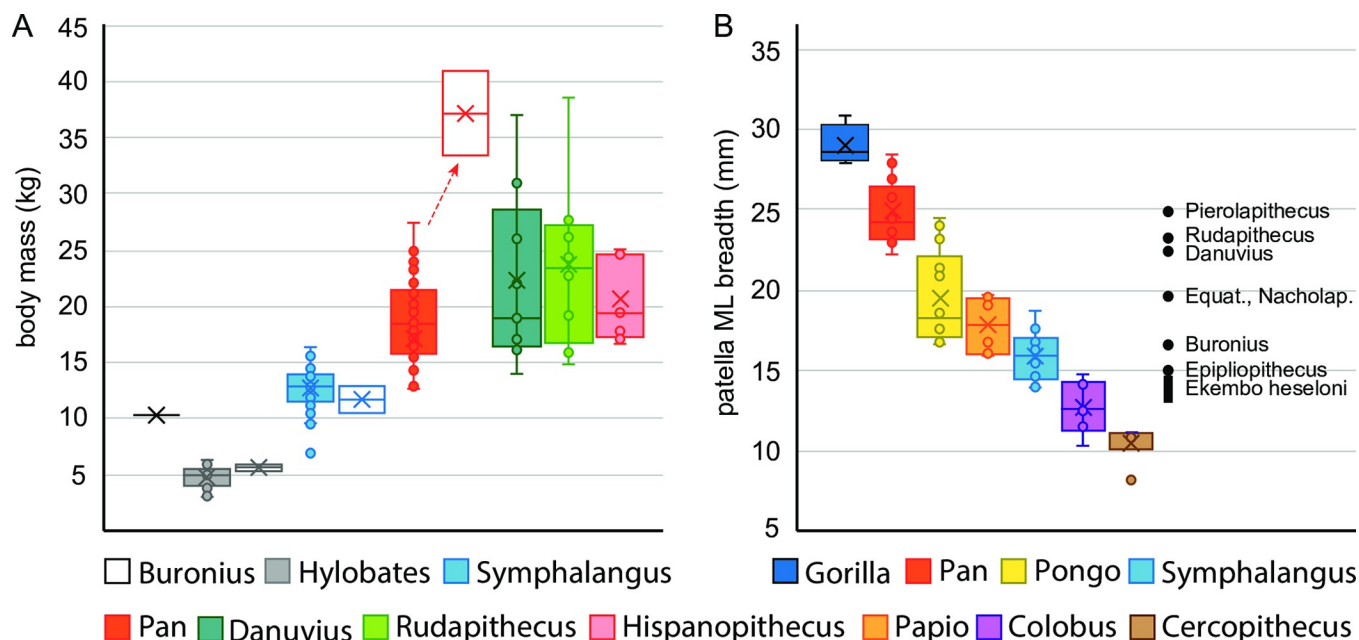 A
body mass (kg)
45
40
35
30
25
20
15
10
5
Buronius Hylobates Symphalangus
Pan Danuvius Rudapithecus Hispanopithecus
B
patella ML breadth (mm)
35
30
25
20
15
10
5
Pierolapithecus
Rudapithecus
Danuvius
Equat., Nacholap.
Buronius
Epipliopithecus
Ekembo heseloni
Gorilla Pan Pongo Symphalangus
Papio Colobus Cercopithecus